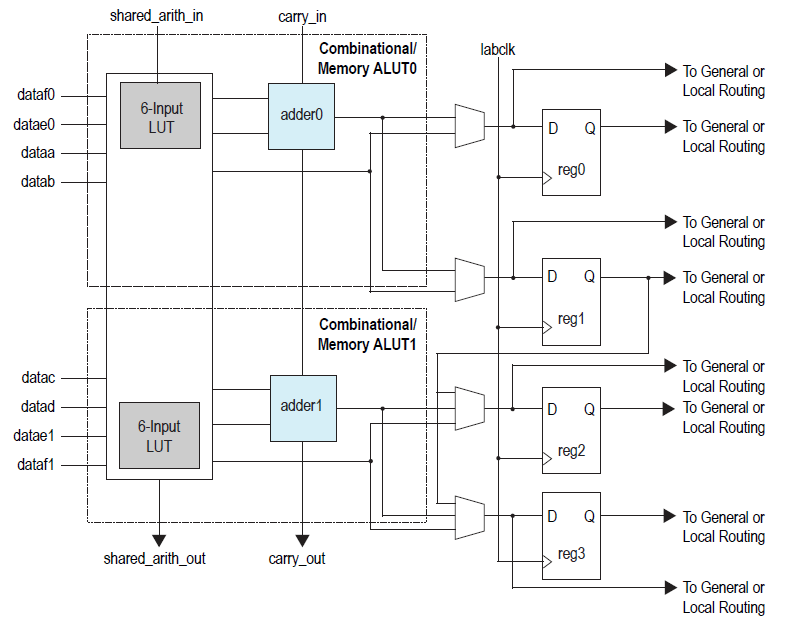 shared_arith_in
carry_in
Combinational/
Memory ALUT0
labclk
To General or
Local Routing
dataf0
datae0
dataa
datab
6-Input
LUT
adder0
D
Q
reg0
To General or
Local Routing
To General or
Local Routing
D
Q
reg1
To General or
Local Routing
Combinational/
Memory ALUT1
To General or
Local Routing
datac
datad
datae1
dataf1
6-Input
LUT
adder1
D
Q
reg2
To General or
Local Routing
D
Q
reg3
To General or
Local Routing
shared_arith_out
carry_out
To General or
Local Routing